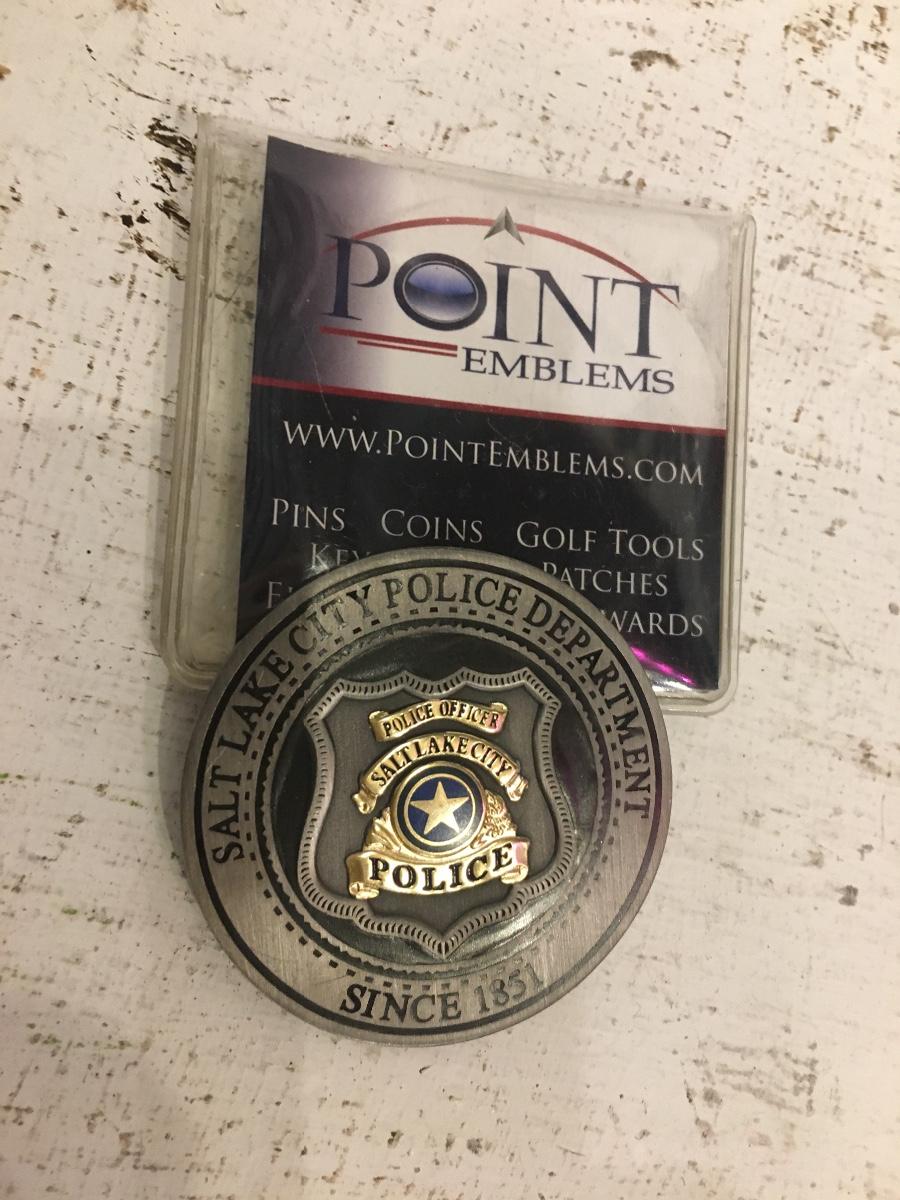 POINT
EMBLEMS
WWW.POINTEMBLEMS.COM
PINS COINS GOLF TOOLS
PATCHES
SALT LAKE CITY POLICE DEPARTMENT
POLICE OFFICER
SALT LAKE CITY
POLICE
SINCE 1851